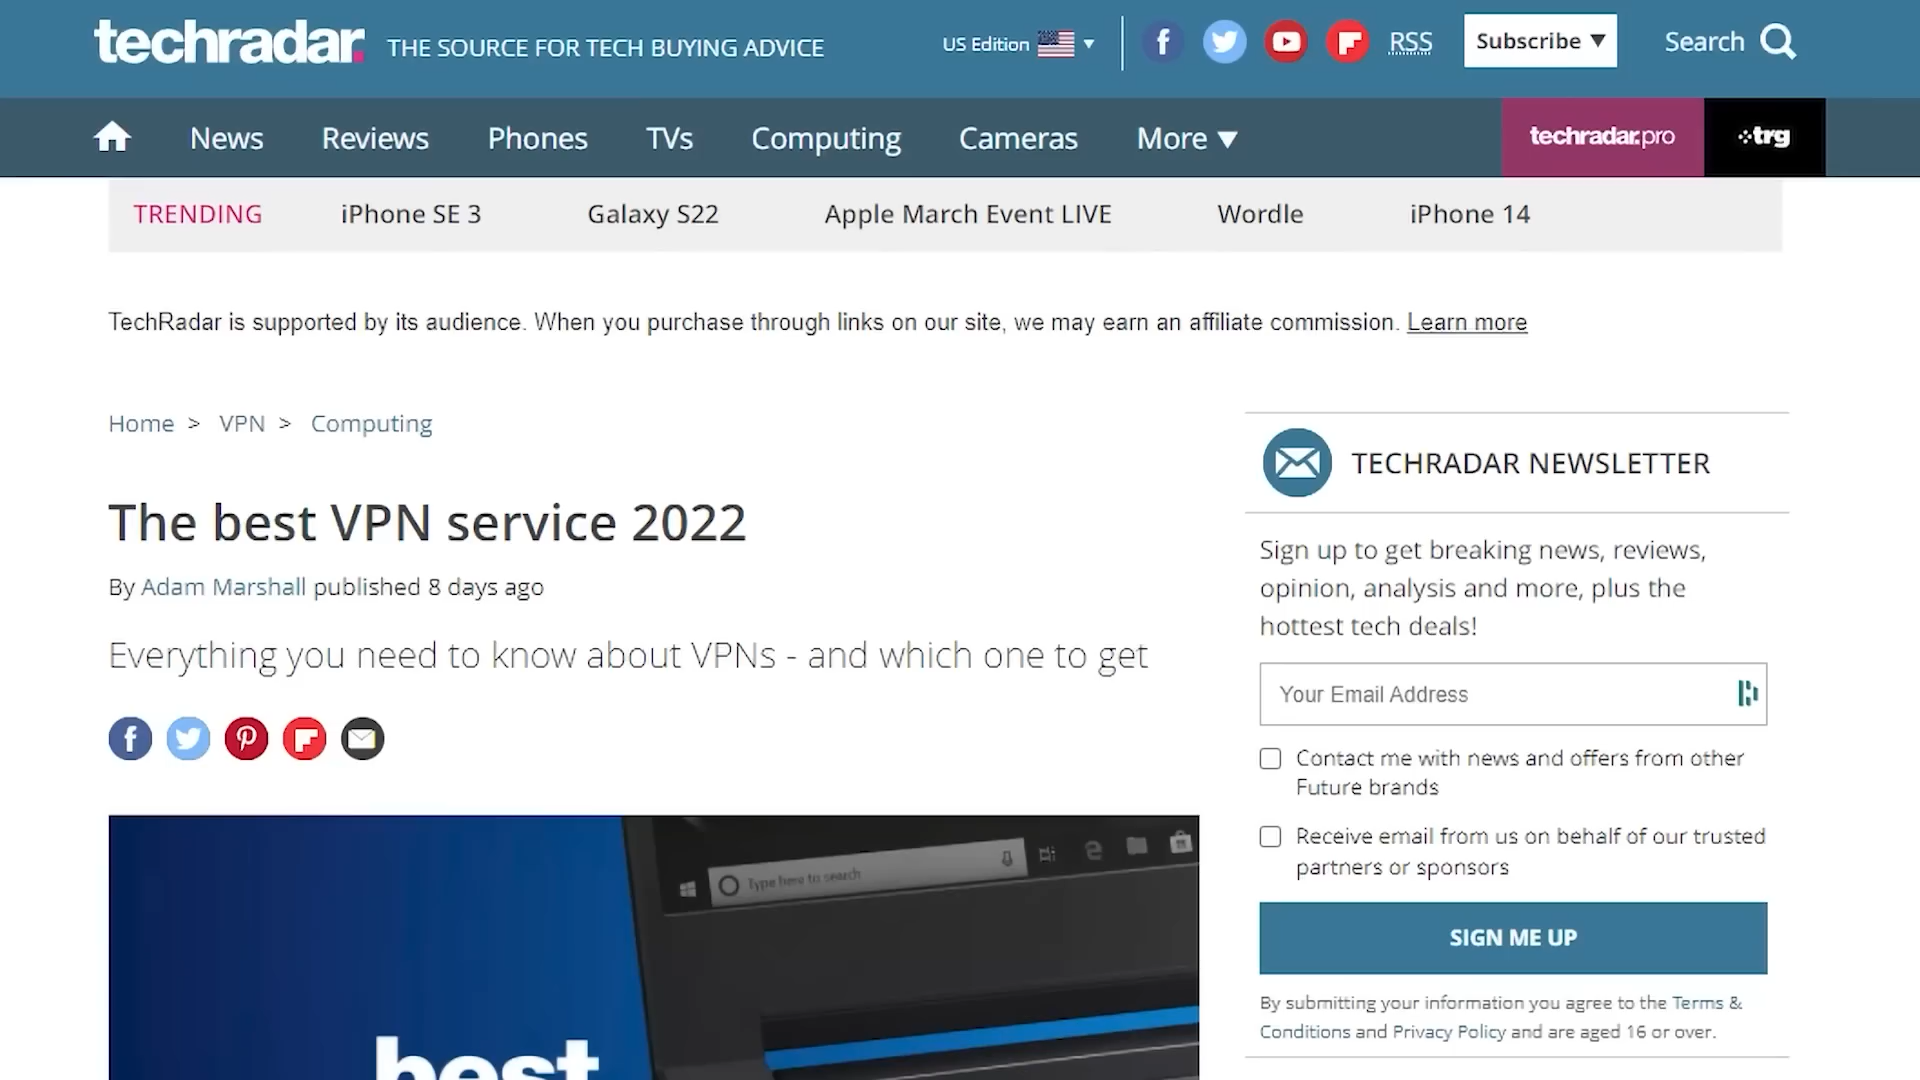 techradar. THE SOURCE FOR TECH BUYING ADVICE
US Edition ▼
RSS
Subscribe ▼
Search
News Reviews Phones TVs Computing Cameras More ▼
techradar.pro
trg
TRENDING iPhone SE 3 Galaxy S22 Apple March Event LIVE Wordle iPhone 14
TechRadar is supported by its audience. When you purchase through links on our site, we may earn an affiliate commission. Learn more
Home > VPN > Computing
The best VPN service 2022
By Adam Marshall published 8 days ago
Everything you need to know about VPNs - and which one to get
Type here to search
best
TECHRADAR NEWSLETTER
Sign up to get breaking news, reviews,
opinion, analysis and more, plus the
hottest tech deals!
Your Email Address
Contact me with news and offers from other
Future brands
Receive email from us on behalf of our trusted
partners or sponsors
SIGN ME UP
By submitting your information you agree to the Terms &
Conditions and Privacy Policy and are aged 16 or over.